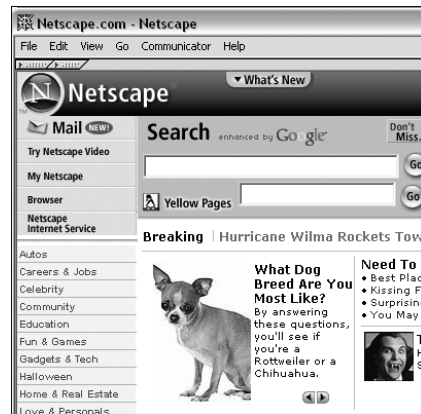 Netscape.com - Netscape
File Edit View Go Communicator Help
What's New
N Netscape
Mail NEW!
Search enhanced by Google
Don't
Miss
Try Netscape Video
Go
My Netscape
Browser
Yellow Pages
Go
Netscape
Internet Service
Breaking Hurricane Wilma Rockets
Autos
Careers & Jobs
Celebrity
Community
Education
Fun & Games
Gadgets & Tech
Halloween
Home & Real Estate
Love & Personals
What Dog
Breed Are You
Most Like?
By answering
these questions,
you'll see if
you're a
Rottweiler or a
Chihuahua.
Need To
• Best
• Kissing
• 
• You May